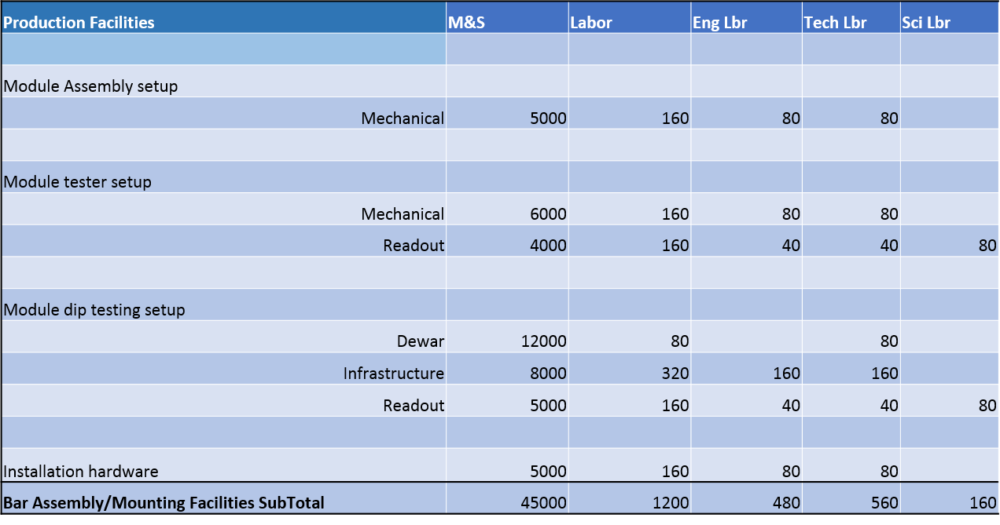 Production Facilities M&S Labor Eng Lbr Tech Lbr Sci Lbr
Module Assembly setup
Mechanical 5000 160 80 80
Module tester setup
Mechanical 6000 160 80 80
Readout 4000 160 40 40 80
Module dip testing setup
Dewar 12000 80 80
Infrastructure 8000 320 160 160
Readout 5000 160 40 40 80
Installation hardware 5000 160 80 80
Bar Assembly/Mounting Facilities SubTotal 45000 1200 480 560 160